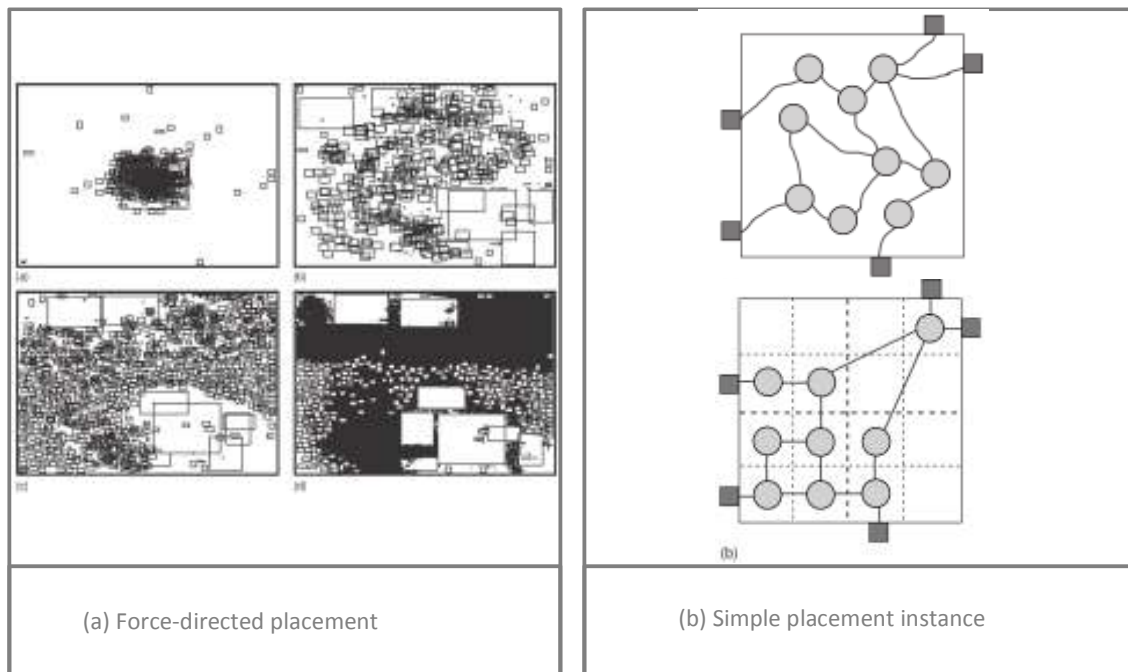 (a)
(b)
(c)
(d)
(a) Force-directed placement
(b)
(b) Simple placement instance